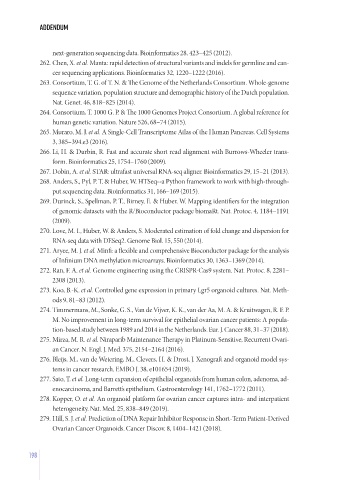 ADDENDUM
next-generation sequencing data. Bioinformatics 28, 423–425 (2012).
262. Chen, X. et al. Manta: rapid detection of structural variants and indels for germline and can-
cer sequencing applications. Bioinformatics 32, 1220–1222 (2016).
263. Consortium, T. G. of T. N. & The Genome of the Netherlands Consortium. Whole-genome
sequence variation, population structure and demographic history of the Dutch population.
Nat. Genet. 46, 818–825 (2014).
264. Consortium, T. 1000 G. P. & The 1000 Genomes Project Consortium. A global reference for
human genetic variation. Nature 526, 68–74 (2015).
265. Muraro, M. J. et al. A Single-Cell Transcriptome Atlas of the Human Pancreas. Cell Systems
3, 385–394.e3 (2016).
266. Li, H. & Durbin, R. Fast and accurate short read alignment with Burrows-Wheeler trans-
form. Bioinformatics 25, 1754–1760 (2009).
267. Dobin, A. et al. STAR: ultrafast universal RNA-seq aligner. Bioinformatics 29, 15–21 (2013).
268. Anders, S., Pyl, P. T. & Huber, W. HTSeq--a Python framework to work with high-through-
put sequencing data. Bioinformatics 31, 166–169 (2015).
269. Durinck, S., Spellman, P. T., Birney, E. & Huber, W. Mapping identifiers for the integration
of genomic datasets with the R/Bioconductor package biomaRt. Nat. Protoc. 4, 1184–1191
(2009).
270. Love, M. I., Huber, W. & Anders, S. Moderated estimation of fold change and dispersion for
RNA-seq data with DESeq2. Genome Biol. 15, 550 (2014).
271. Aryee, M. J. et al. Minfi: a flexible and comprehensive Bioconductor package for the analysis
of Infinium DNA methylation microarrays. Bioinformatics 30, 1363–1369 (2014).
272. Ran, F. A. et al. Genome engineering using the CRISPR-Cas9 system. Nat. Protoc. 8, 2281–
2308 (2013).
273. Koo, B.-K. et al. Controlled gene expression in primary Lgr5 organoid cultures. Nat. Meth-
ods 9, 81–83 (2012).
274. Timmermans, M., Sonke, G. S., Van de Vijver, K. K., van der Aa, M. A. & Kruitwagen, R. F. P.
M. No improvement in long-term survival for epithelial ovarian cancer patients: A popula-
tion-based study between 1989 and 2014 in the Netherlands. Eur. J. Cancer 88, 31–37 (2018).
275. Mirza, M. R. et al. Niraparib Maintenance Therapy in Platinum-Sensitive, Recurrent Ovari-
an Cancer. N. Engl. J. Med. 375, 2154–2164 (2016).
276. Bleijs, M., van de Wetering, M., Clevers, H. & Drost, J. Xenograft and organoid model sys-
tems in cancer research. EMBO J. 38, e101654 (2019).
277. Sato, T. et al. Long-term expansion of epithelial organoids from human colon, adenoma, ad-
enocarcinoma, and Barrett’s epithelium. Gastroenterology 141, 1762–1772 (2011).
278. Kopper, O. et al. An organoid platform for ovarian cancer captures intra- and interpatient
heterogeneity. Nat. Med. 25, 838–849 (2019).
279. Hill, S. J. et al. Prediction of DNA Repair Inhibitor Response in Short-Term Patient-Derived
Ovarian Cancer Organoids. Cancer Discov. 8, 1404–1421 (2018).
198